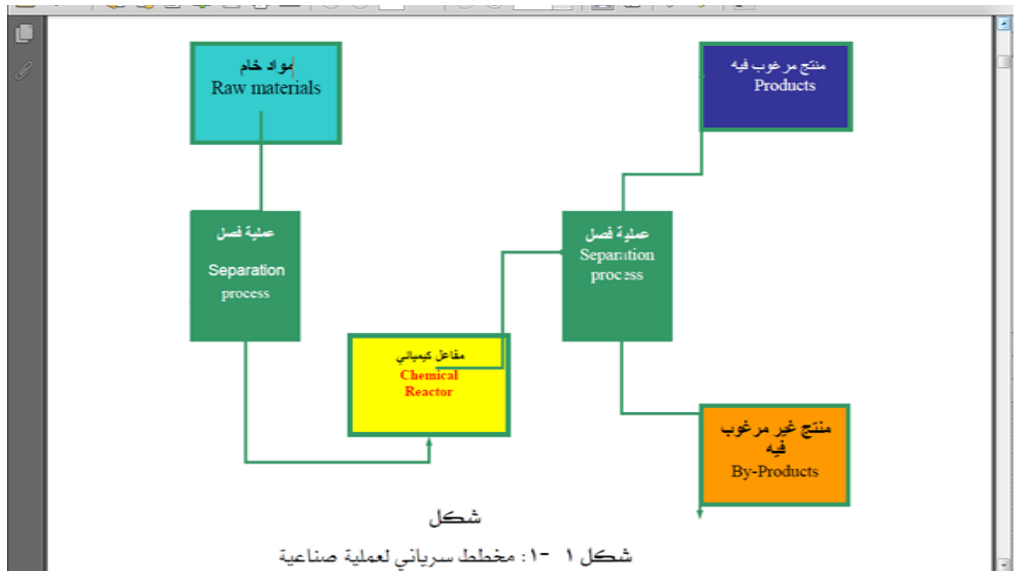 مواد خام
Raw materials
منتج مرغوب فيه
Products
عملية فصل
Separation
process
عملية فصل
Separation
process
مفاعل كيميائي
Chemical
Reactor
منتج غير مرغوب
فيه
By-Products
شكل
شكل ١ -١: مخطط سرياني لعملية صناعية